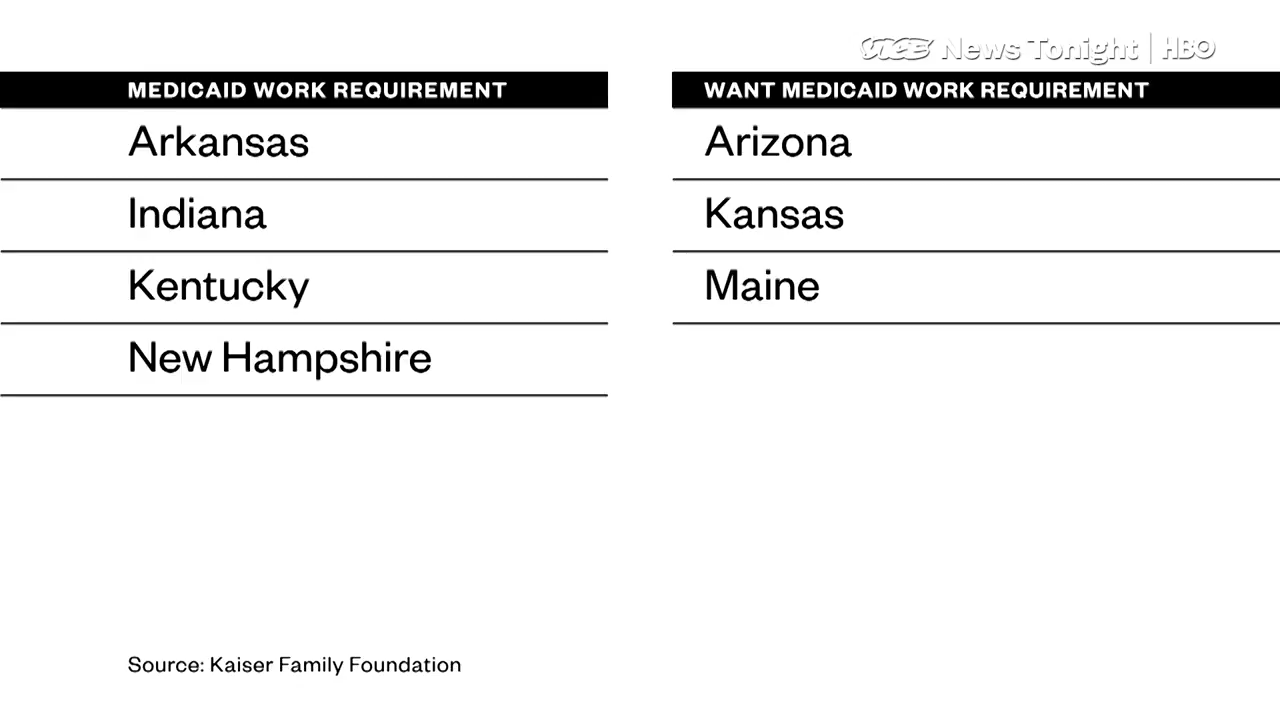 VICE News Tonight | HBO
MEDICAID WORK REQUIREMENT
Arkansas
Indiana
Kentucky
New Hampshire
WANT MEDICAID WORK REQUIREMENT
Arizona
Kansas
Maine
Source: Kaiser Family Foundation